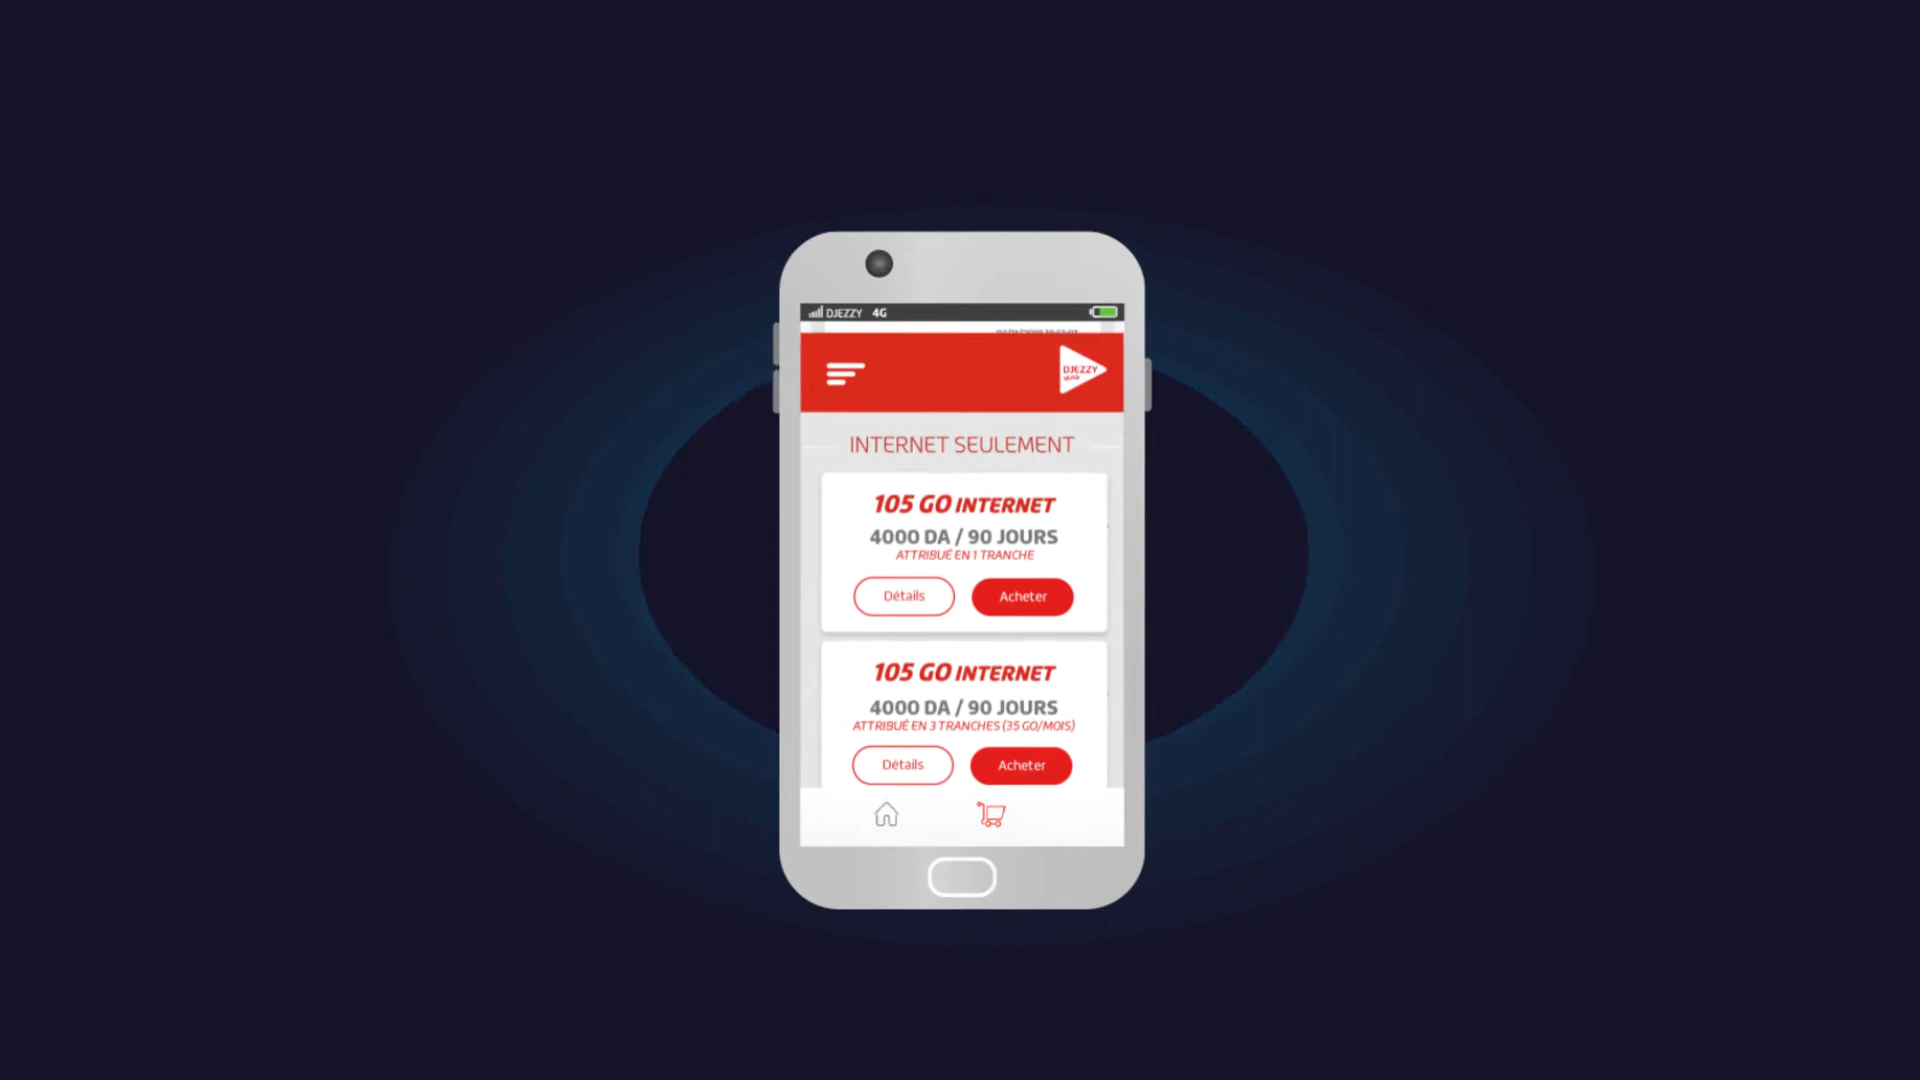 DJEZZY 4G
DJEZZY
جازي
INTERNET SEULEMENT
105 GO INTERNET
4000 DA / 90 JOURS
ATTRIBUÉ EN 1 TRANCHE
Détails
Acheter
105 GO INTERNET
4000 DA / 90 JOURS
ATTRIBUÉ EN 3 TRANCHES (35 GO/MOIS)
Détails
Acheter